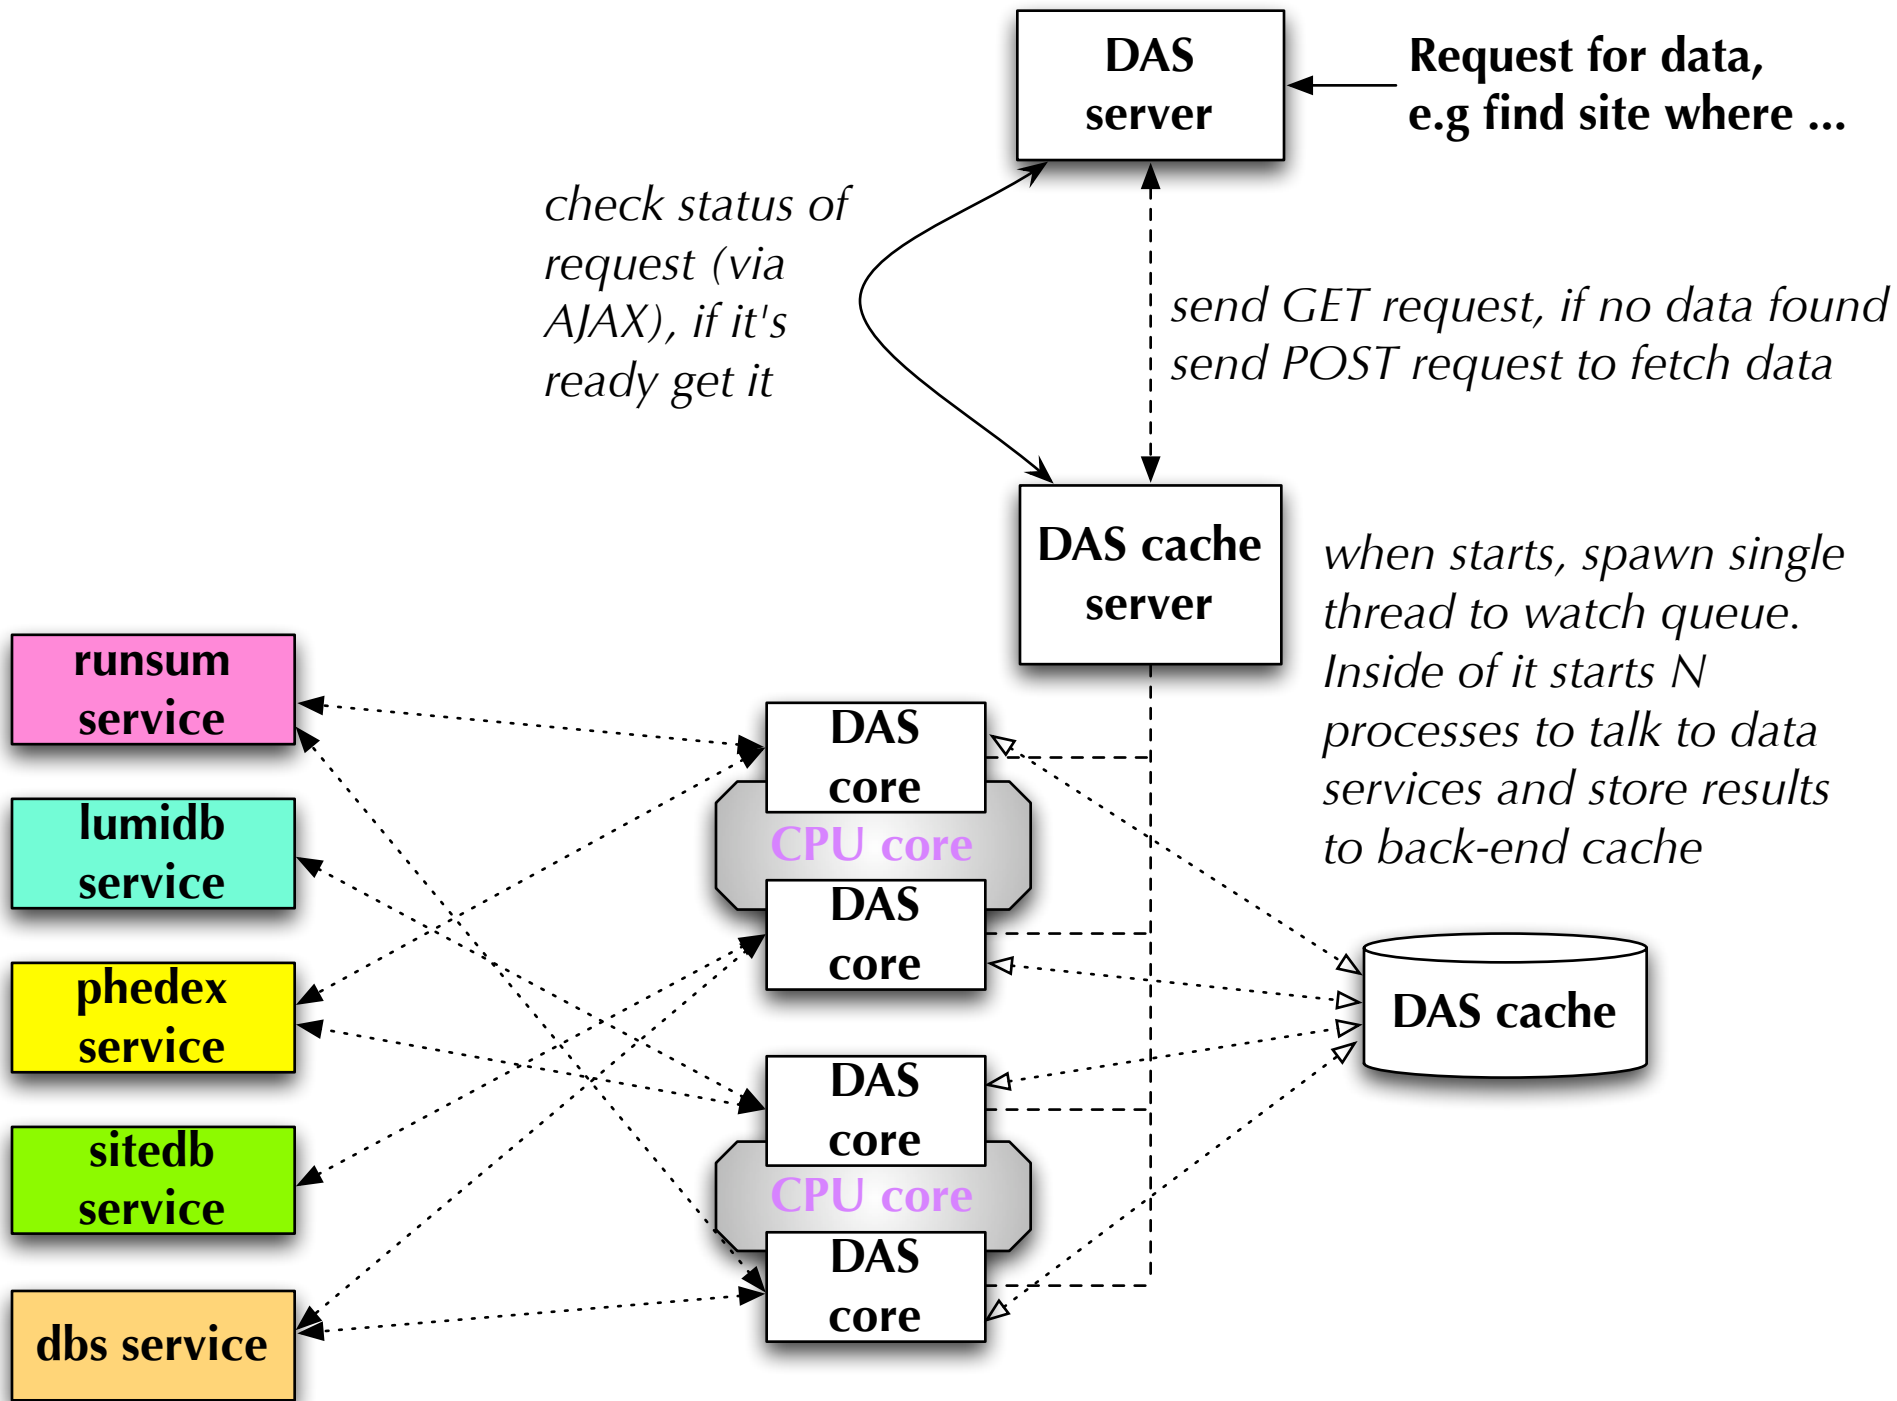 DAS
server
Request for data,
e.g find site where ...
check status of
request (via
AJAX), if it's
ready get it
send GET request, if no data found
send POST request to fetch data
DAS cache
server
when starts, spawn single
thread to watch queue.
Inside of it starts N
processes to talk to data
services and store results
to back-end cache
runsum
service
lumidb
service
phedex
service
sitedb
service
dbs service
DAS
core
CPU core
DAS
core
DAS
core
CPU core
DAS
core
DAS cache